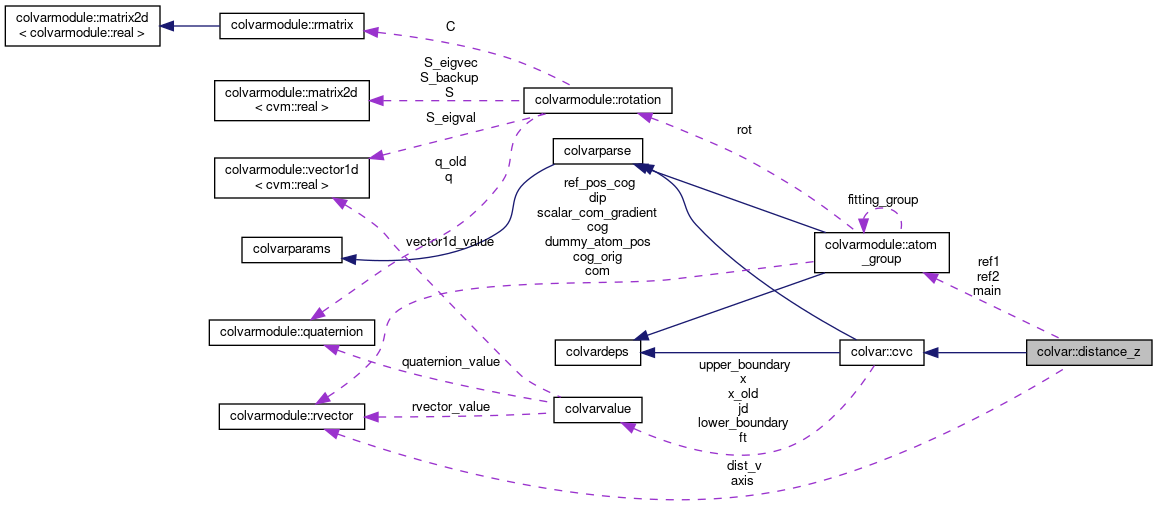 colvarmodule::matrix2d
< colvarmodule::real >
colvarmodule::rmatrix
C
S_eigvec
S_backup
S
colvarmodule::matrix2d
< cvm::real >
colvarmodule::rotation
S_eigval
rot
colvarparse
colvarmodule::vector1d
< cvm::real >
q_old
q
ref_pos_cog
dip
scalar_com_gradient
cog
dummy_atom_pos
cog_orig
com
fitting_group
colvarparams
vector1d_value
colvarmodule::atom
_group
ref1
ref2
main
colvarmodule::quaternion
colvardeps
colvar::cvc
colvar::distance_z
quaternion_value
upper_boundary
x
x_old
jd
lower_boundary
ft
colvarmodule::rvector
rvector_value
colvarvalue
dist_v
axis